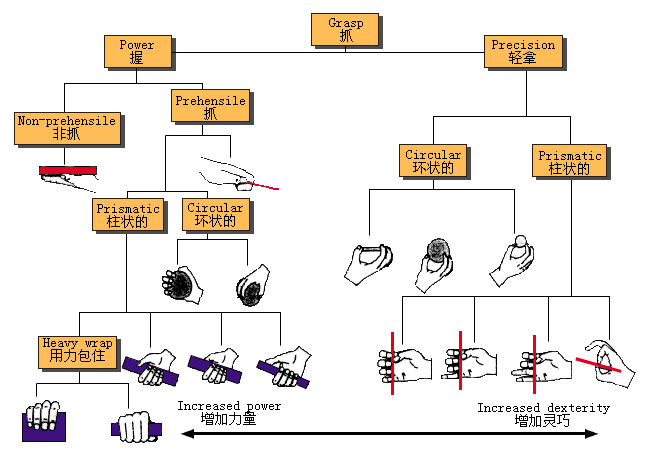 Grasp
抓
Power
握
Precision
轻拿
Prehensile
抓
Non-prehensile
非抓
Circular
环状的
Prismatic
柱状的
Prismatic
柱状的
Circular
环状的
Heavy wrap
用力包住
Increased power
增加力量
Increased dexterity
增加灵巧